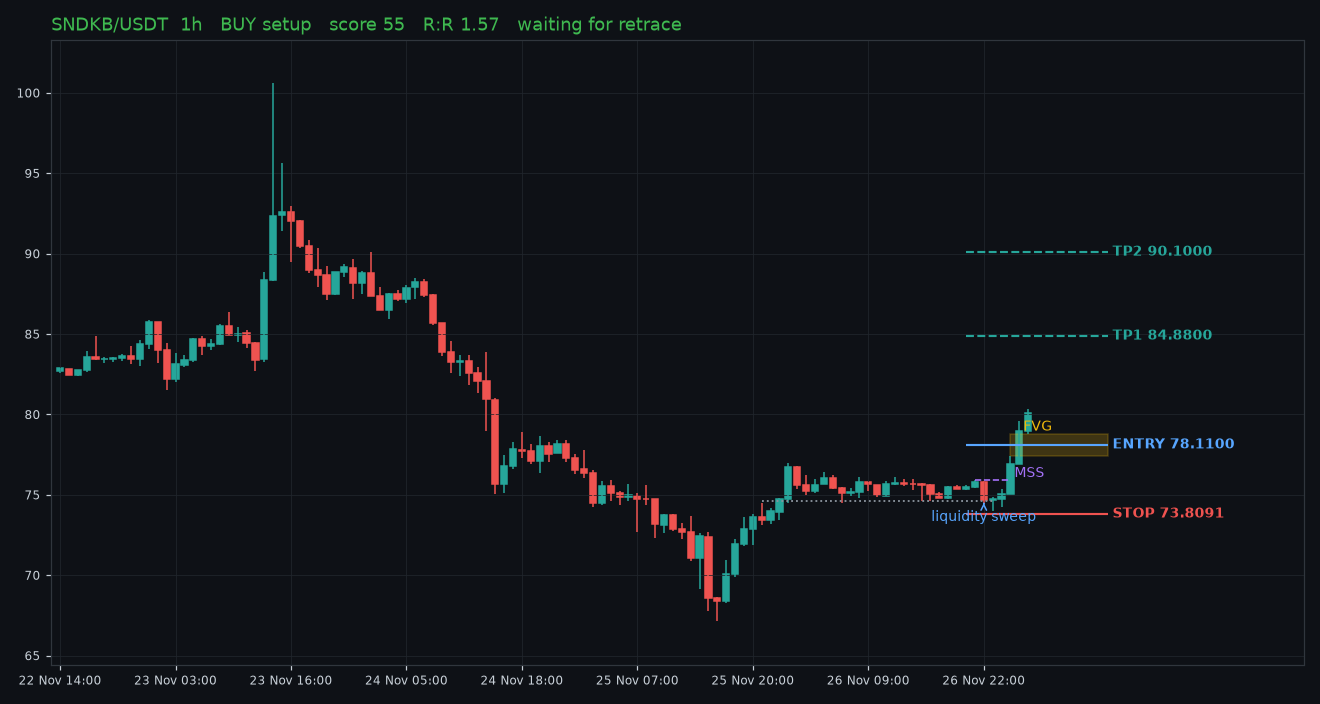 SNDKB/USDT 1h BUY setup score 55 R:R 1.57 waiting for retrace
100
95
90
85
80
75
70
65
TP2 90.1000
TP1 84.8800
FVG
ENTRY 78.1100
MSS
STOP 73.8091
liquidity sweep
22 Nov 14:00
23 Nov 03:00
23 Nov 16:00
24 Nov 05:00
24 Nov 18:00
25 Nov 07:00
25 Nov 20:00
26 Nov 09:00
26 Nov 22:00